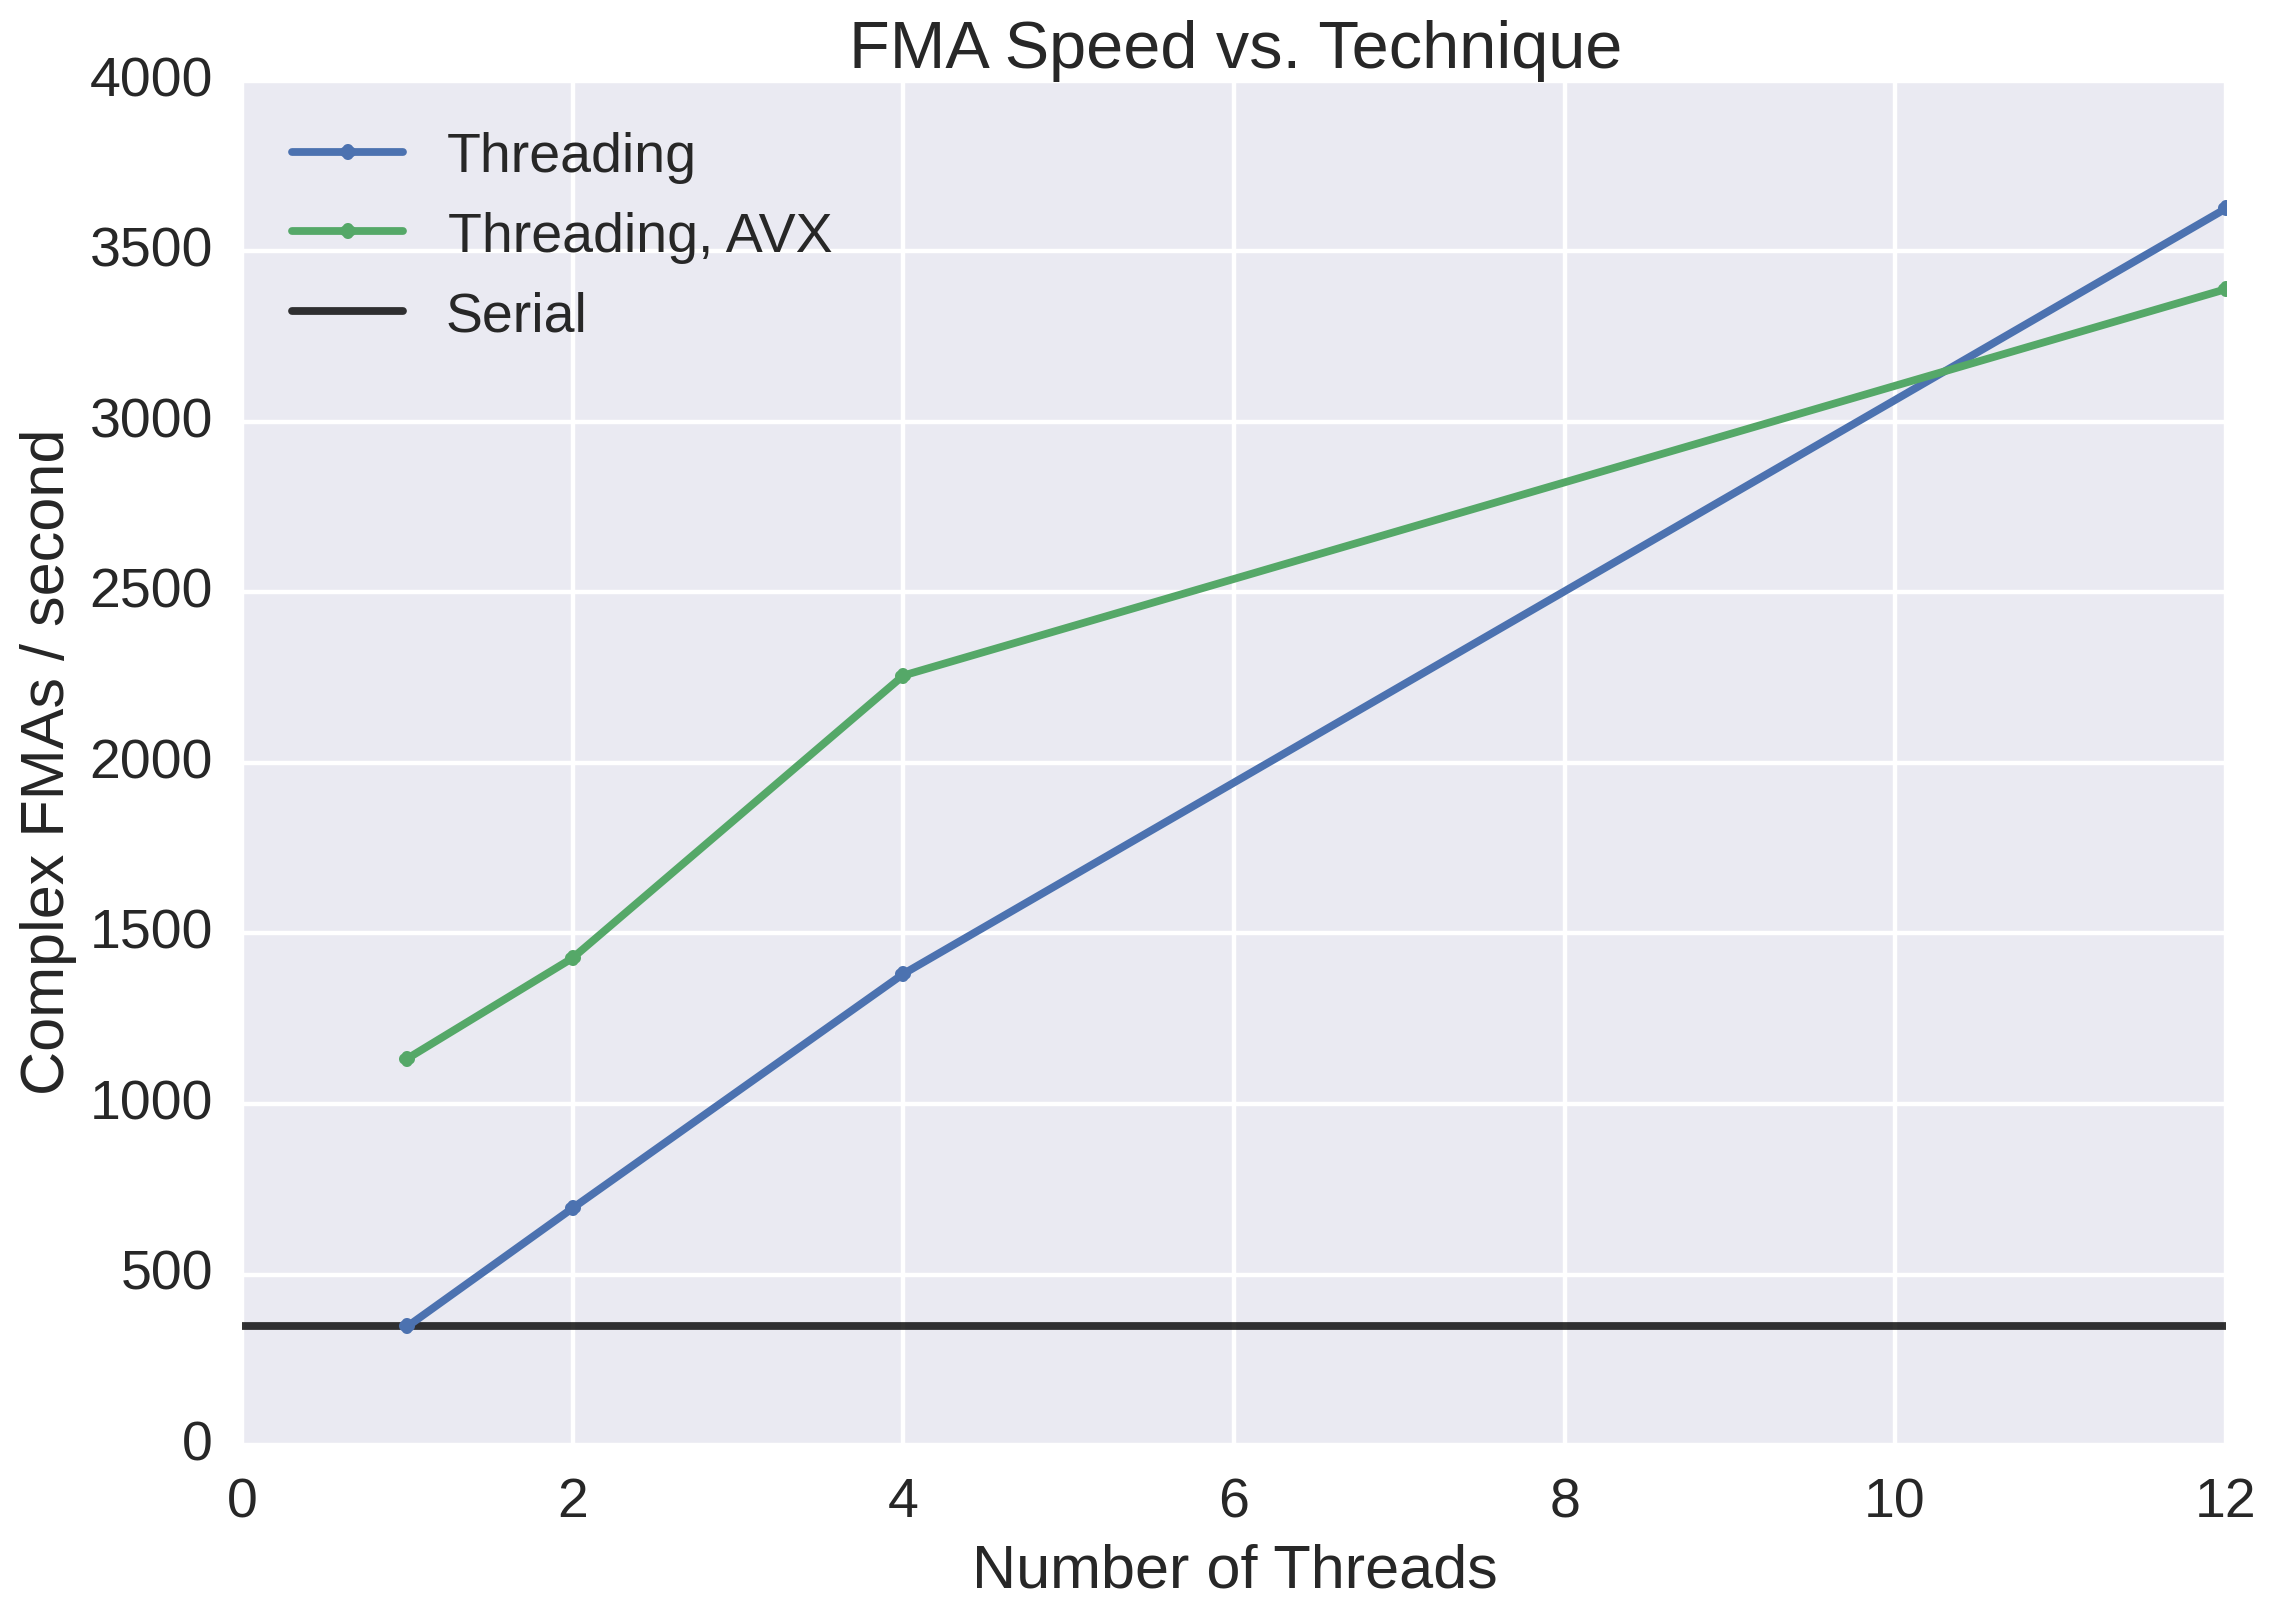 FMA Speed vs. Technique
4000
3500
3000
2500
2000
1500
1000
500
0
Complex FMAs / second
Threading
Threading, AVX
Serial
0 2 4 6 8 10 12
Number of Threads